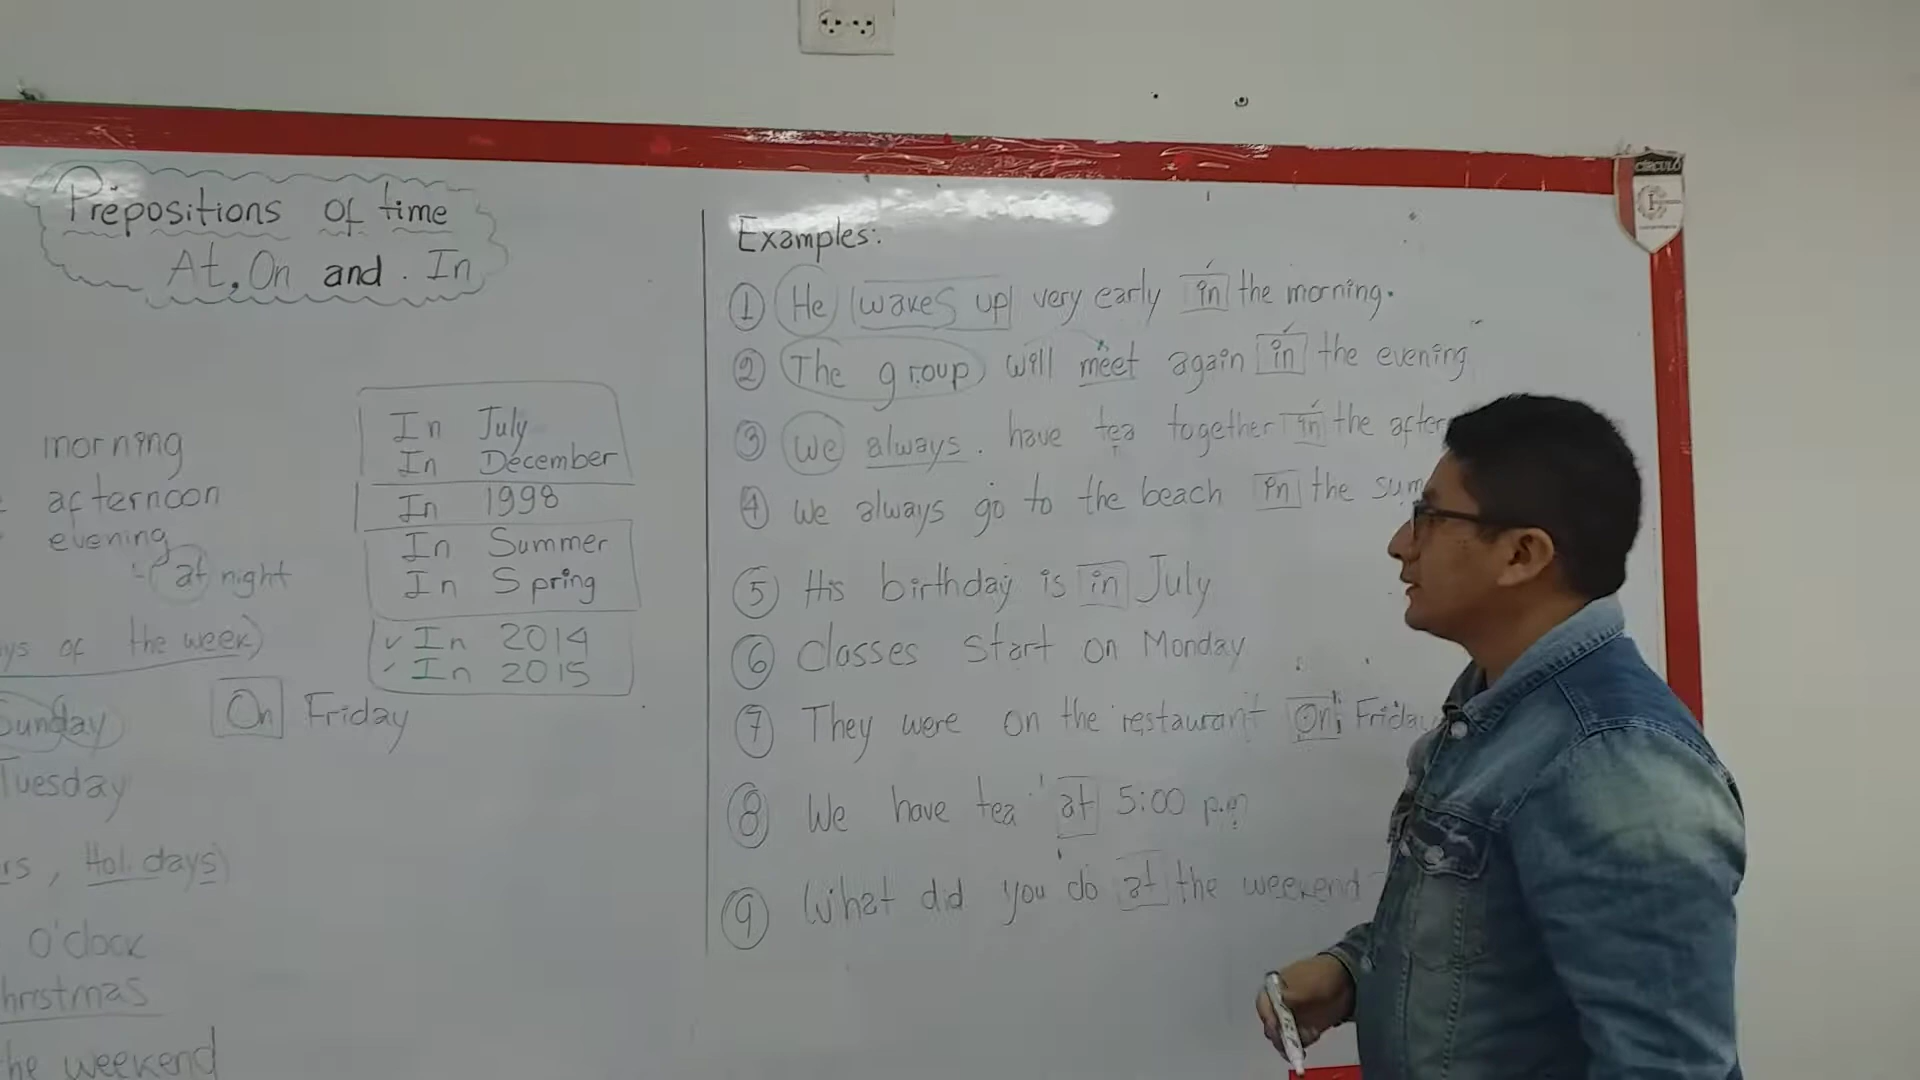 Prepositions of time
At, On and. In
morning
afternoon
evening
at night
of the week)
Sunday
On Friday
Tuesday
Holidays)
o'clock
weekend
In July
In December
In 1998
In Summer
In Spring
✓ In 2014
✓ In 2015
Examples:
① He wakes up very early in the morning.
② The group will meet again in the evening
③ We always. have tea together in the
④ We always go to the beach in the
⑤ His birthday is in July
⑥ Classes start on Monday
⑦ They were on the restaurant On
⑧ We have tea at 5:00 p.m
⑨ What did you do at the weekend
CÍRCULO